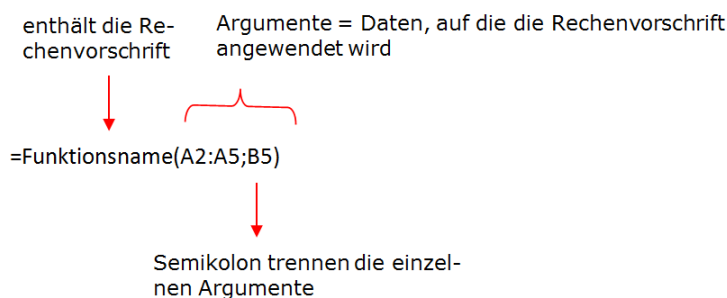 enthält die Re-
chenvorschrift
Argumente = Daten, auf die die Rechenvorschrift
angewendet wird
=Funktionsname(A2:A5;B5)
Semikolon trennen die einzel-
nen Argumente